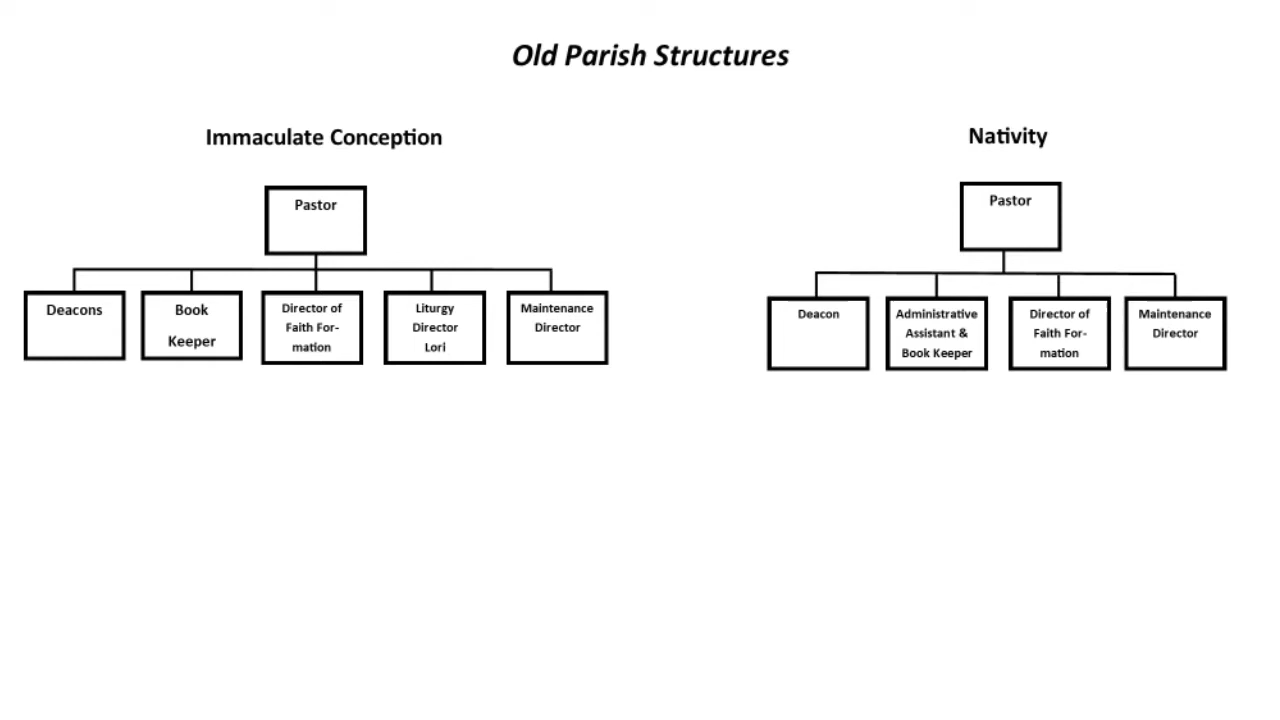 Old Parish Structures
Immaculate Conception
Pastor
Deacons
Book
Keeper
Director of
Faith For-
mation
Liturgy
Director
Lori
Maintenance
Director
Nativity
Pastor
Deacon
Administrative
Assistant &
Book Keeper
Director of
Faith For-
mation
Maintenance
Director